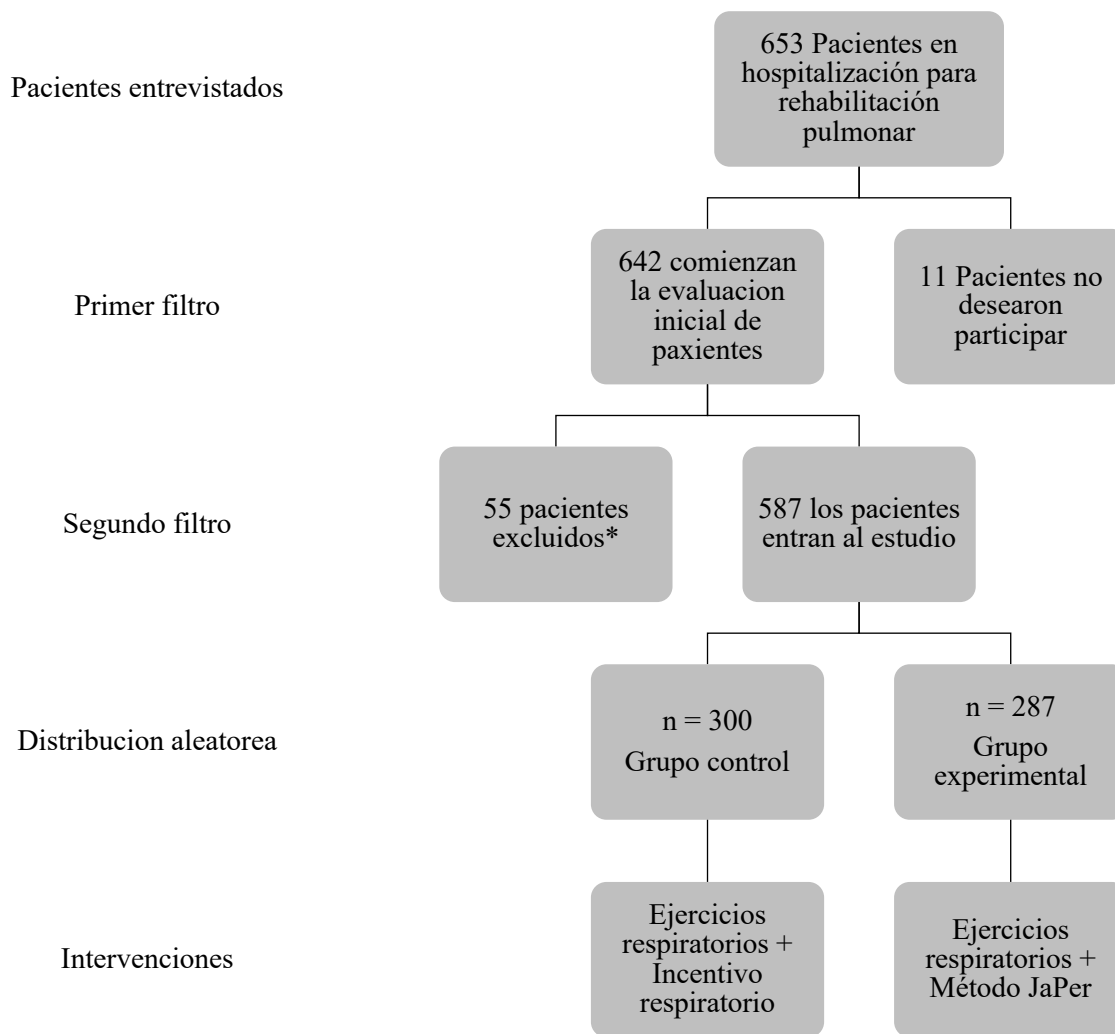 653 Pacientes en
hospitalización para
rehabilitación
pulmonar
Pacientes entrevistados
642 comienzan
la evaluacion
inicial de
paxientes
11 Pacientes no
desearon
participar
Primer filtro
55 pacientes
excluidos*
587 los pacientes
entran al estudio
Segundo filtro
n = 300
Grupo control
n = 287
Grupo
experimental
Distribucion aleatorea
Ejercicios
respiratorios +
Incentivo
respiratorio
Ejercicios
respiratorios +
Método JaPer
Intervenciones